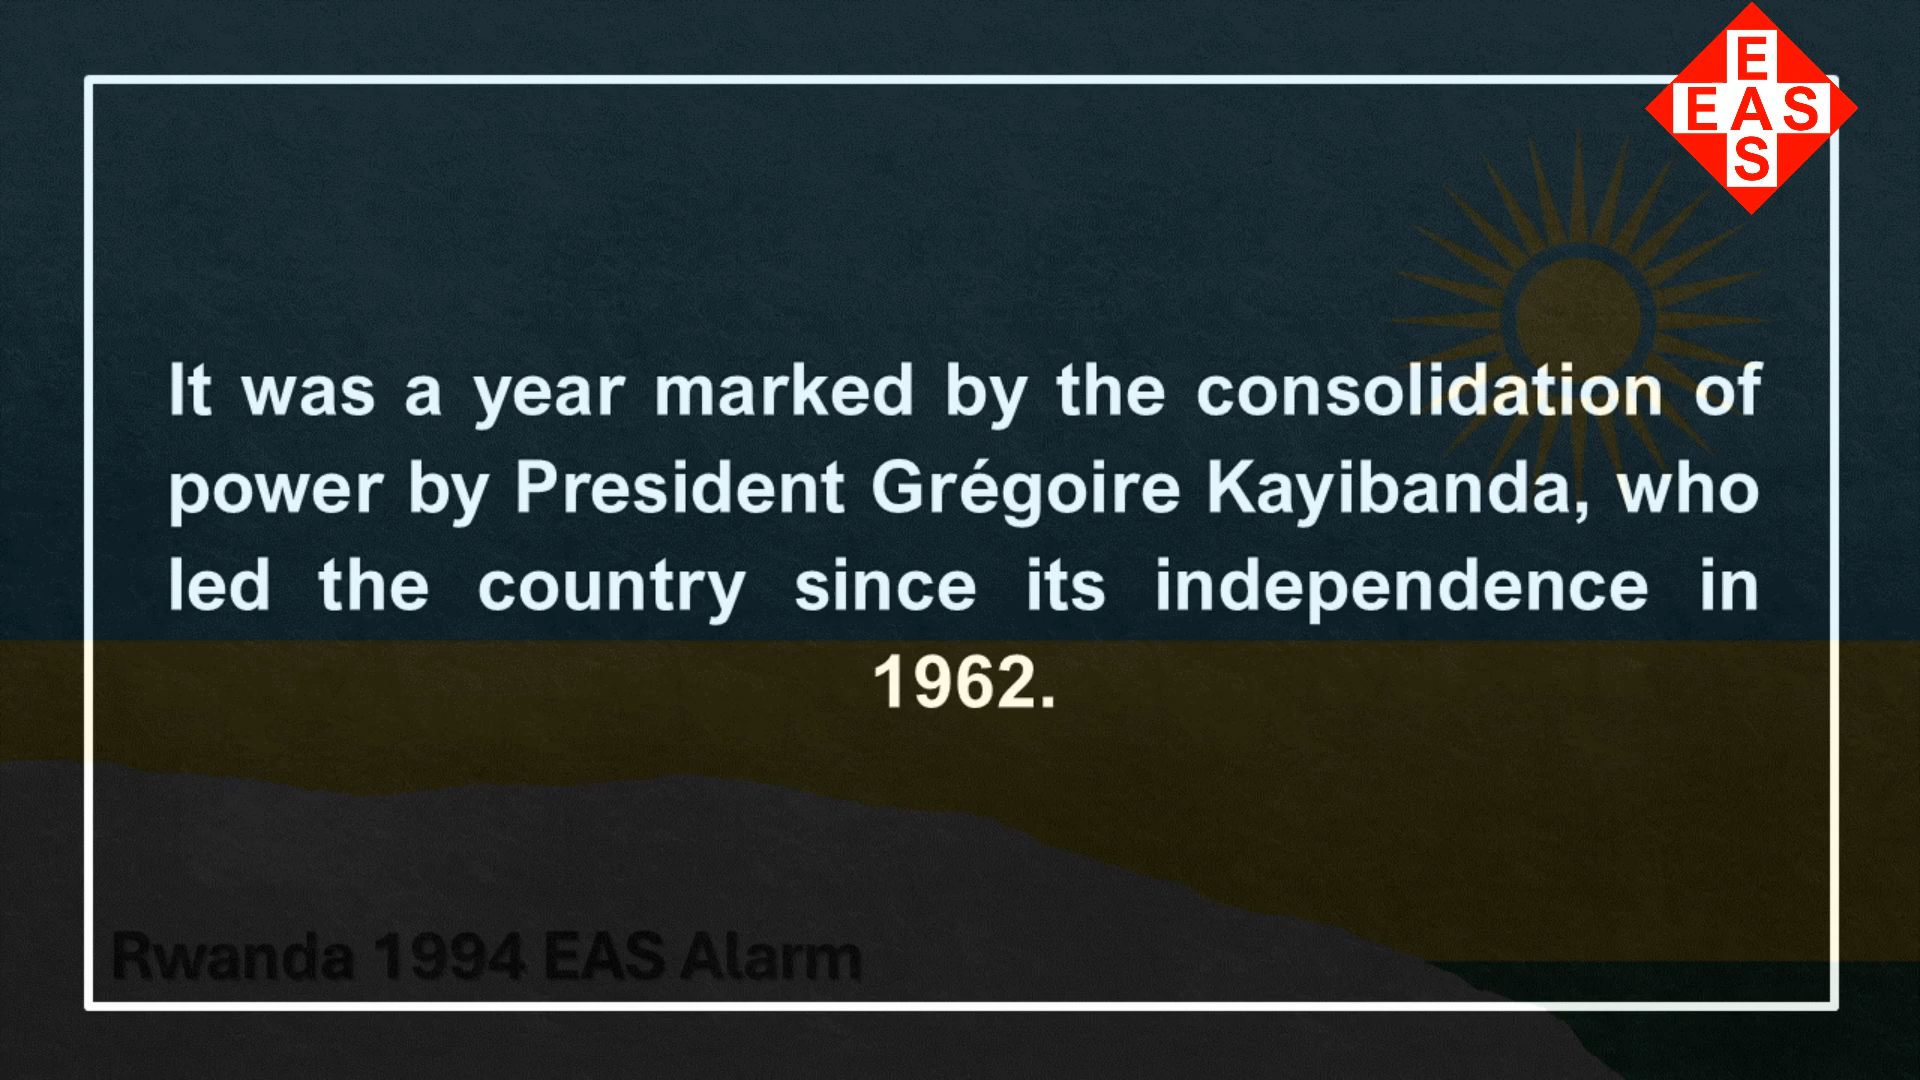 E
E A S
S
It was a year marked by the consolidation of
power by President Grégoire Kayibanda, who
led the country since its independence in
1962.
Rwanda 1994 EAS Alarm